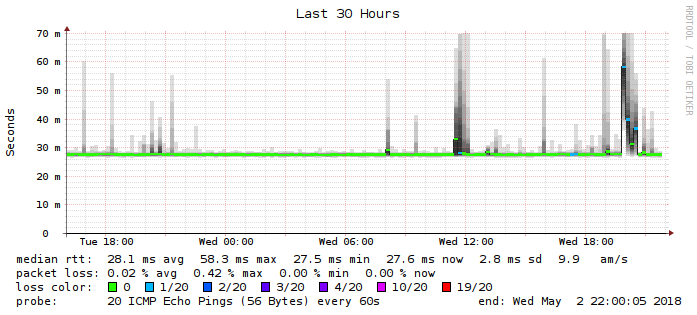 Last 30 Hours
RRDTOOL / TOBI OETIKER
Seconds
70 m
60 m
50 m
40 m
30 m
20 m
10 m
0
Tue 18:00 Wed 00:00 Wed 06:00 Wed 12:00 Wed 18:00
median rtt: 28.1 ms avg 58.3 ms max 27.5 ms min 27.6 ms now 2.8 ms sd 9.9 am/s
packet loss: 0.02 % avg 0.42 % max 0.00 % min 0.00 % now
loss color: 0 1/20 2/20 3/20 4/20 10/20 19/20
probe: 20 ICMP Echo Pings (56 Bytes) every 60s end: Wed May 2 22:00:05 2018